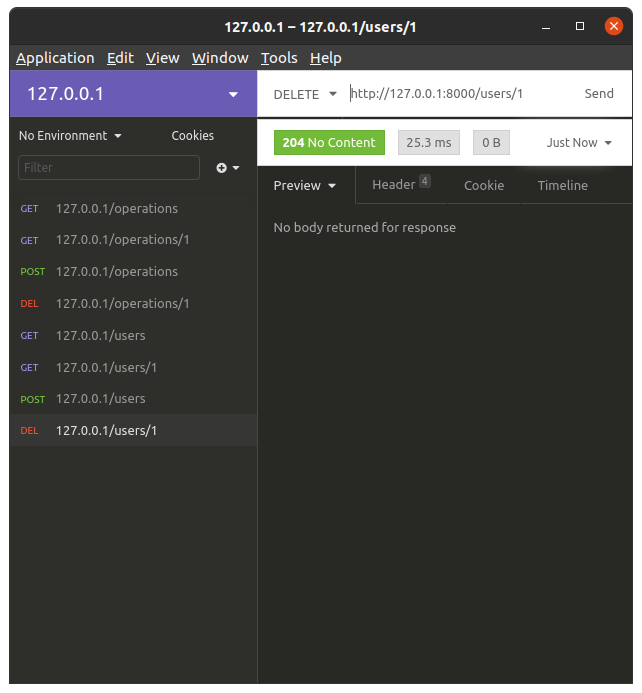 127.0.0.1 – 127.0.0.1/users/1
Application Edit View Window Tools Help
127.0.0.1
DELETE http://127.0.0.1:8000/users/1 Send
No Environment Cookies
204 No Content 25.3 ms 0 B Just Now
Filter
Preview Header 4 Cookie Timeline
No body returned for response
GET 127.0.0.1/operations
GET 127.0.0.1/operations/1
POST 127.0.0.1/operations
DEL 127.0.0.1/operations/1
GET 127.0.0.1/users
GET 127.0.0.1/users/1
POST 127.0.0.1/users
DEL 127.0.0.1/users/1